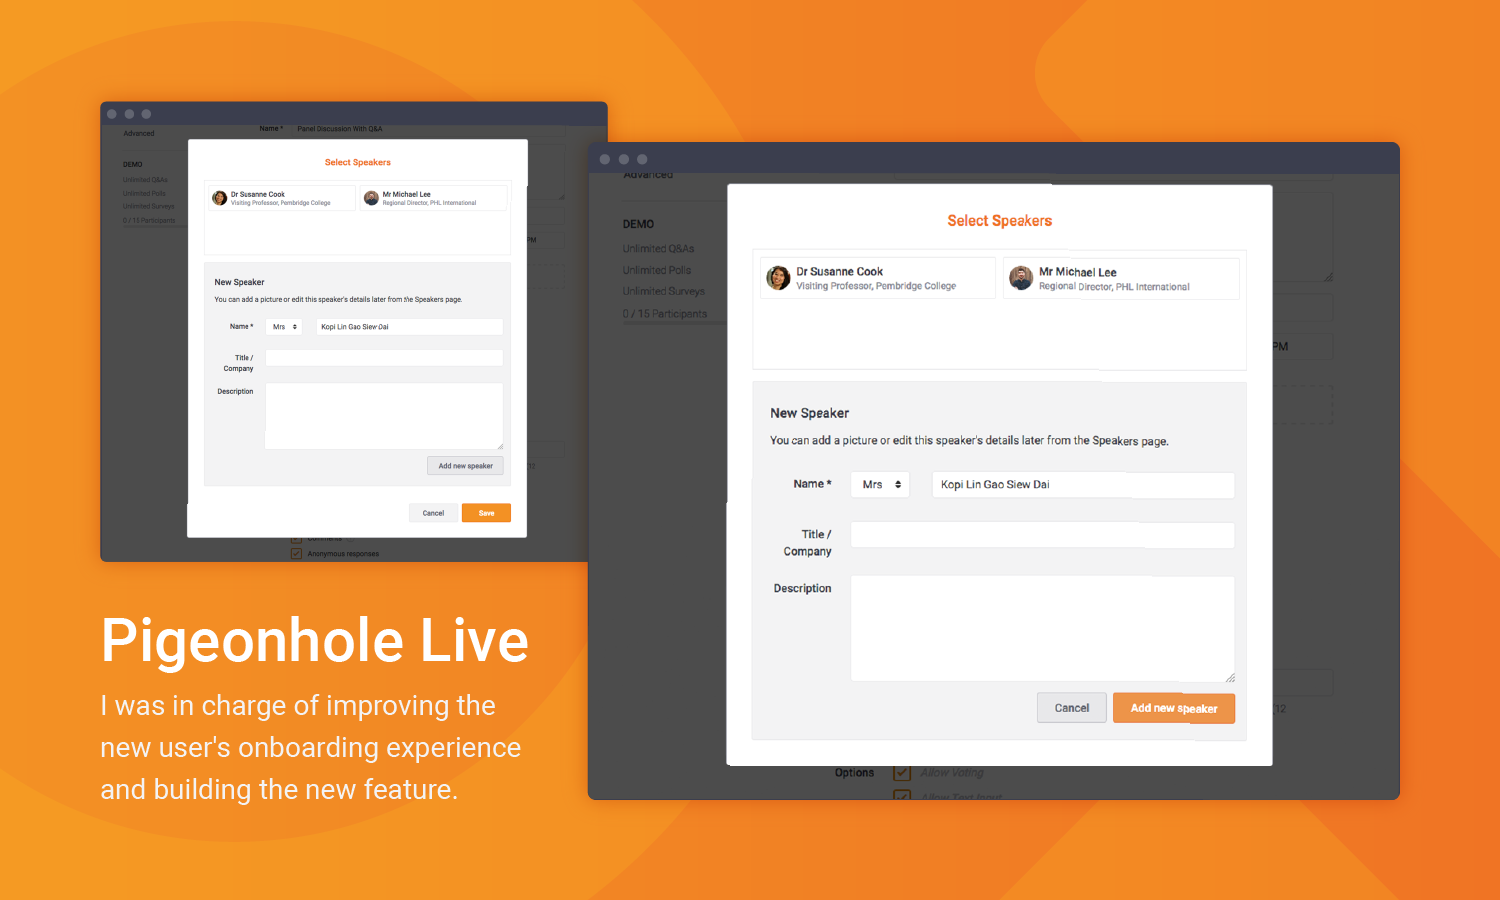 Advanced
Name * Panel Discussion With Q&A
DEMO
Unlimited Q&As
Unlimited Polls
Unlimited Surveys
0 / 15 Participants
PM
Select Speakers
Dr Susanne Cook
Visiting Professor, Pembridge College
Mr Michael Lee
Regional Director, PHL International
New Speaker
You can add a picture or edit this speaker's details later from the Speakers page.
Name * Mrs Kopi Lin Gao Siew Dai
Title /
Company
Description
Add new speaker
Cancel Save
Comments
Anonymous responses
Pigeonhole Live
I was in charge of improving the
new user's onboarding experience
and building the new feature.
Advanced
DEMO
Unlimited Q&As
Unlimited Polls
Unlimited Surveys
0 / 15 Participants
PM
Select Speakers
Dr Susanne Cook
Visiting Professor, Pembridge College
Mr Michael Lee
Regional Director, PHL International
New Speaker
You can add a picture or edit this speaker's details later from the Speakers page.
Name * Mrs Kopi Lin Gao Siew Dai
Title /
Company
Description
Cancel Add new speaker
Options Allow Voting
Allow Text Input